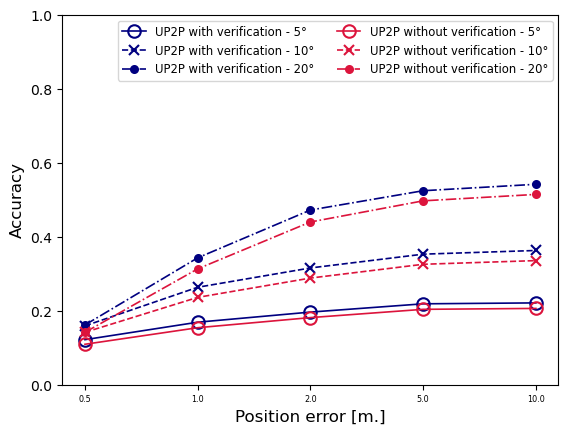 1.0
0.8
0.6
0.4
0.2
0.0
Accuracy
UP2P with verification - 5°
UP2P with verification - 10°
UP2P with verification - 20°
UP2P without verification - 5°
UP2P without verification - 10°
UP2P without verification - 20°
0.5 1.0 2.0 5.0 10.0
Position error [m.]